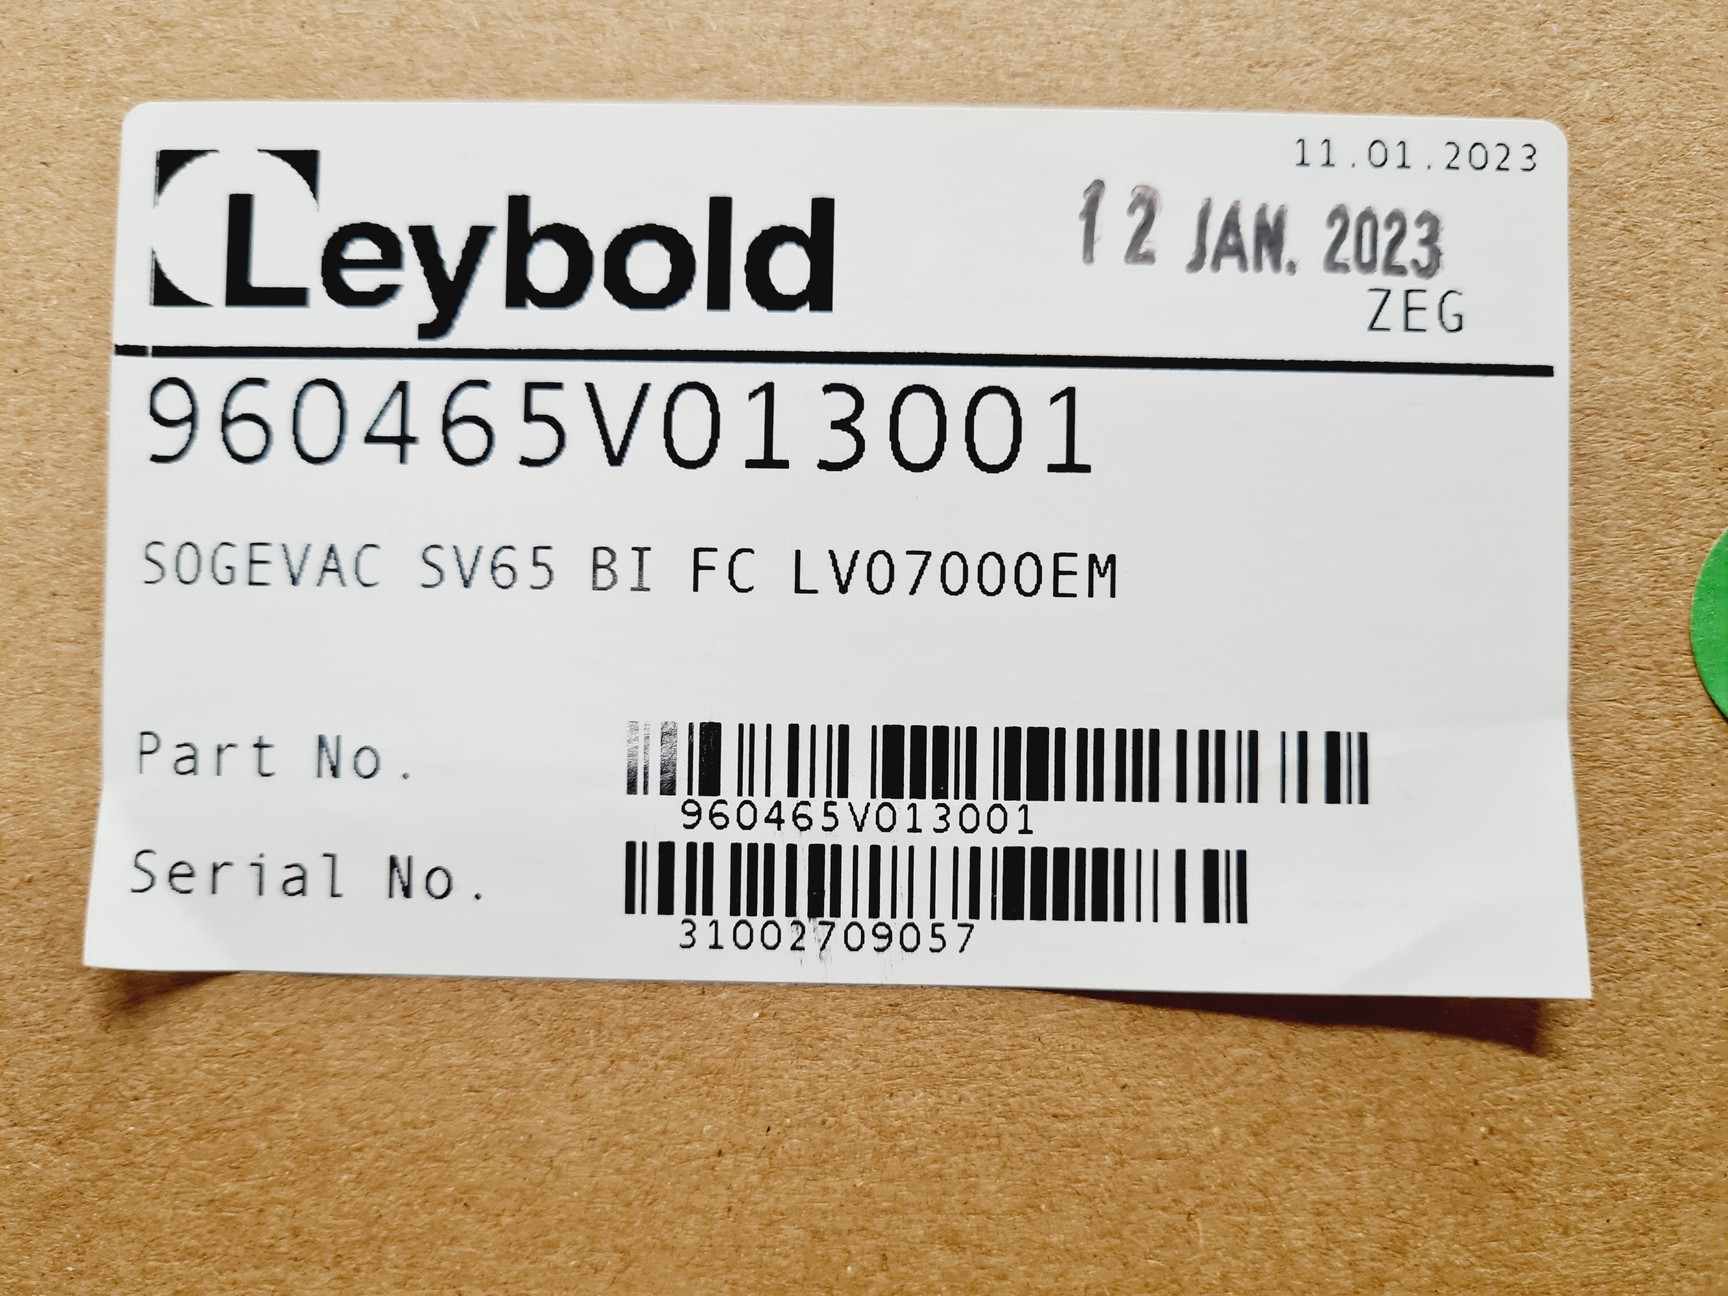 11.01.2023
Leybold
12 JAN. 2023
ZEG
960465V013001
SOGEVAC SV65 BI FC LVO7000EM
Part No.
960465V013001
Serial No.
31002709057